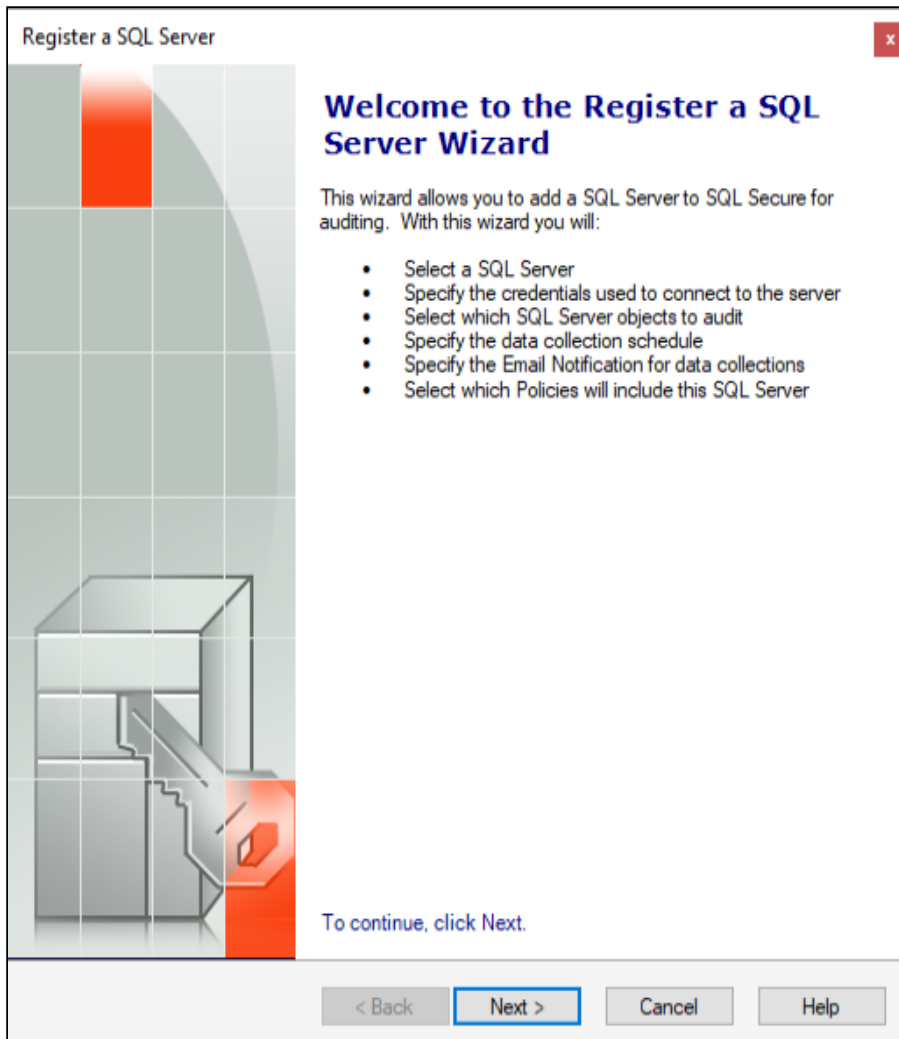 Register a SQL Server
x
Welcome to the Register a SQL
Server Wizard
This wizard allows you to add a SQL Server to SQL Secure for
auditing.  With this wizard you will:
• Select a SQL Server
• Specify the credentials used to connect to the server
• Select which SQL Server objects to audit
• Specify the data collection schedule
• Specify the Email Notification for data collections
• Select which Policies will include this SQL Server
To continue, click Next.
< Back
Next >
Cancel
Help